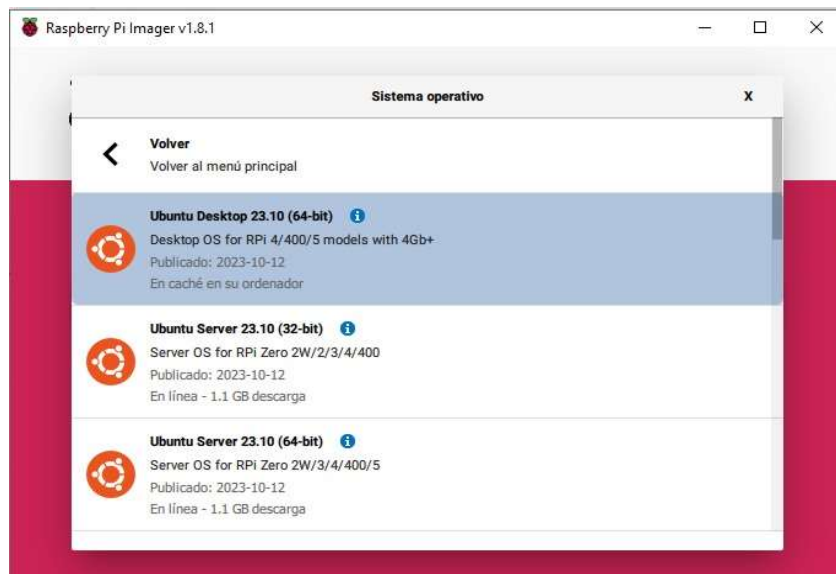 Raspberry Pi Imager v1.8.1
Sistema operativo X
Volver
Volver al menú principal
Ubuntu Desktop 23.10 (64-bit)
Desktop OS for RPi 4/400/5 models with 4Gb+
Publicado: 2023-10-12
En caché en su ordenador
Ubuntu Server 23.10 (32-bit)
Server OS for RPi Zero 2W/2/3/4/400
Publicado: 2023-10-12
En línea - 1.1 GB descarga
Ubuntu Server 23.10 (64-bit)
Server OS for RPi Zero 2W/3/4/400/5
Publicado: 2023-10-12
En línea - 1.1 GB descarga